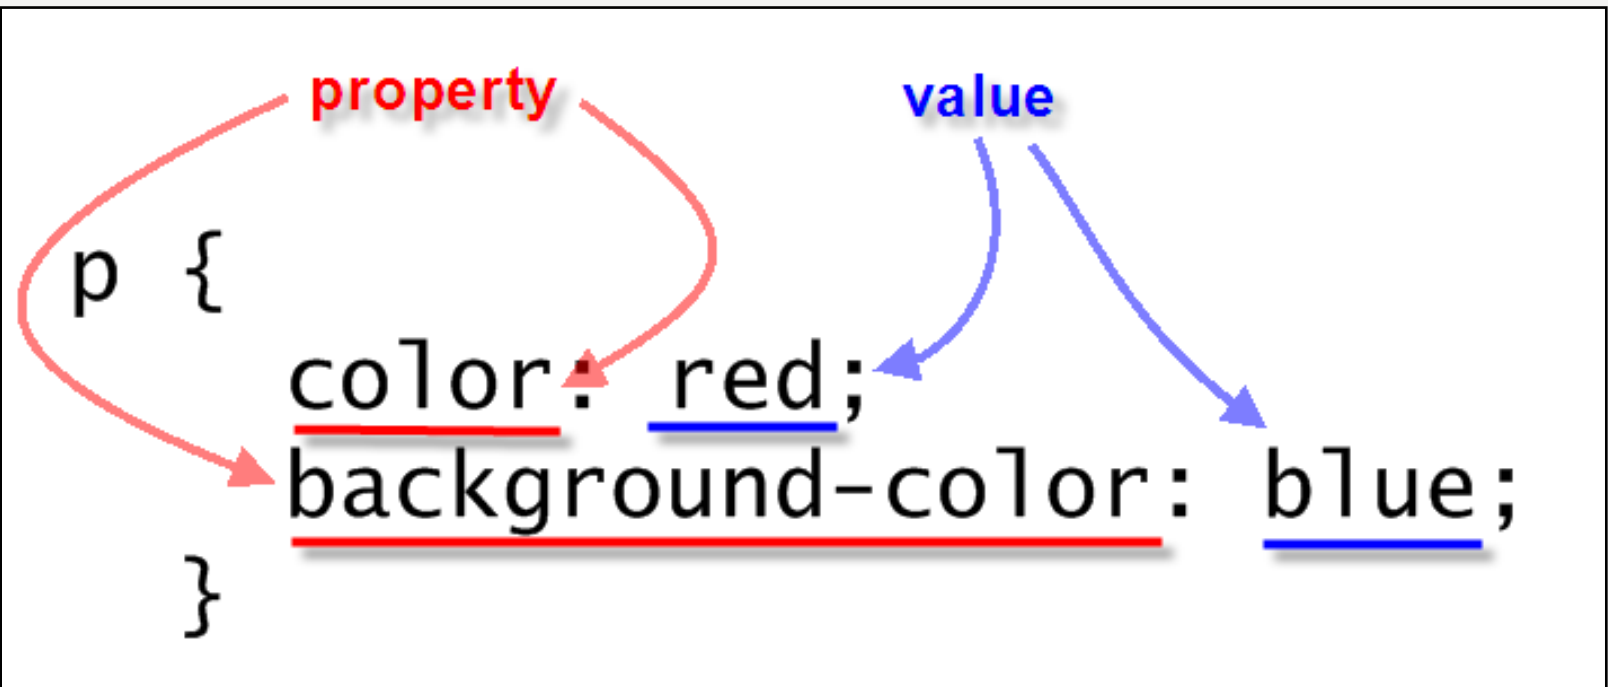 property value
p {
color: red;
background-color: blue;
}